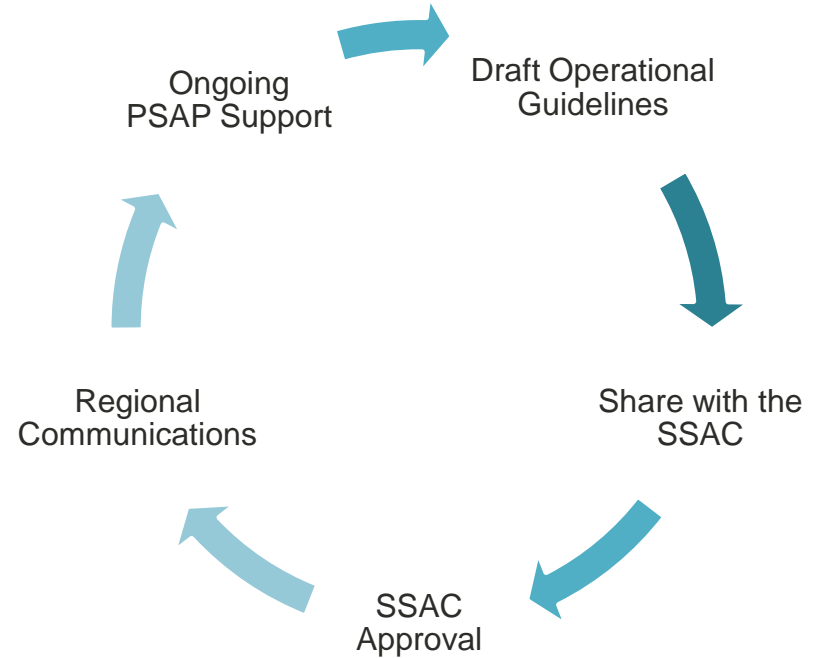 Ongoing
PSAP Support
Draft Operational
Guidelines
Share with the
SSAC
SSAC
Approval
Regional
Communications